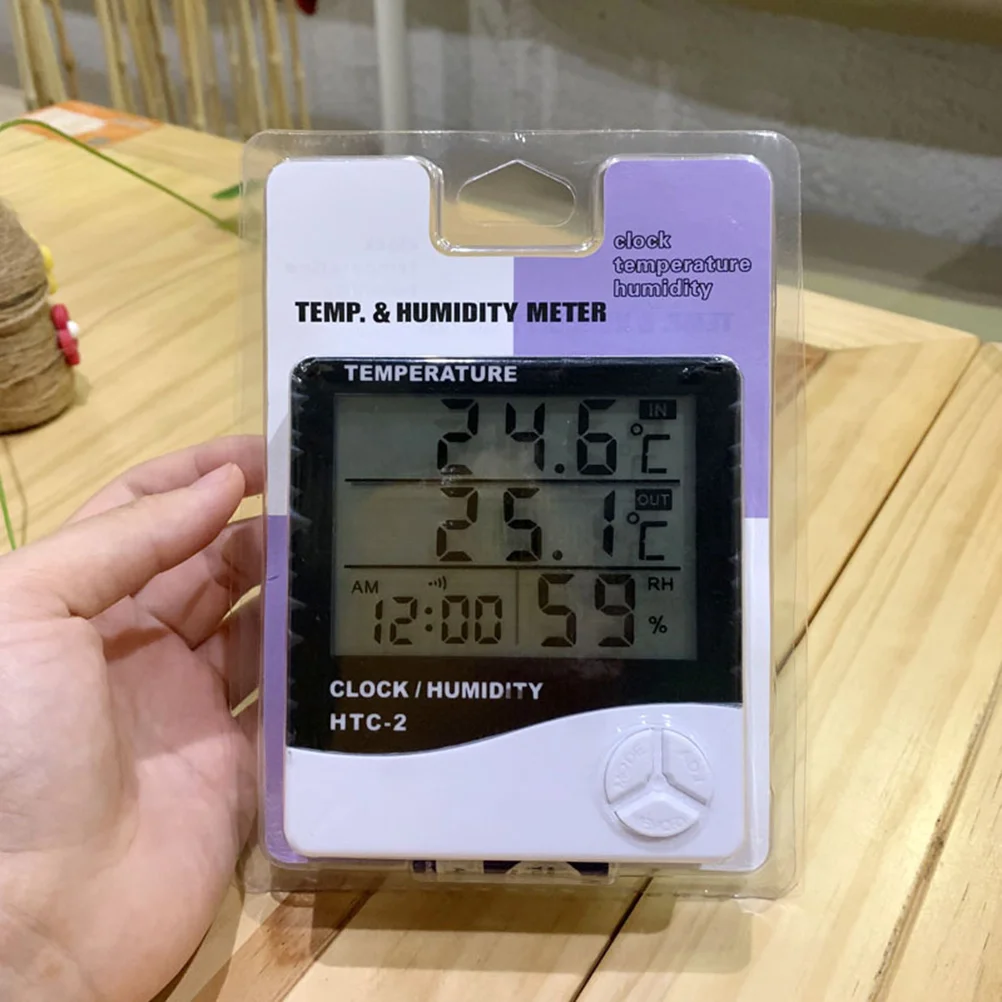 clock
temperature
humidity
TEMP. & HUMIDITY METER
TEMPERATURE
IN
24.6 °C
OUT
25.1 °C
AM
12:00
59 RH
%
CLOCK / HUMIDITY
HTC-2